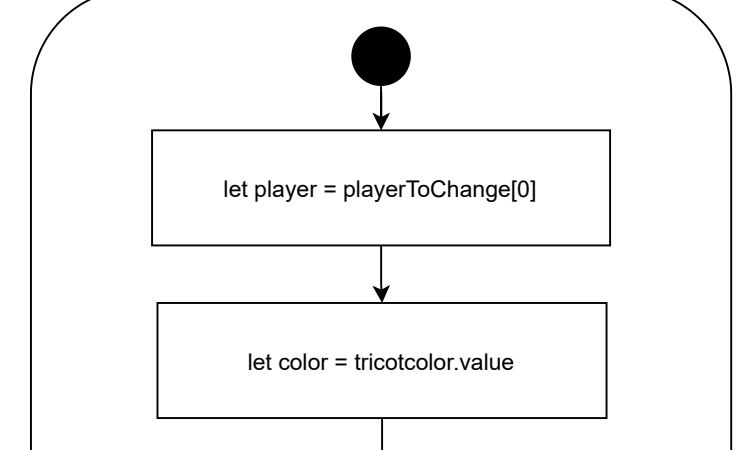 let player = playerToChange[0]
let color = tricotcolor.value